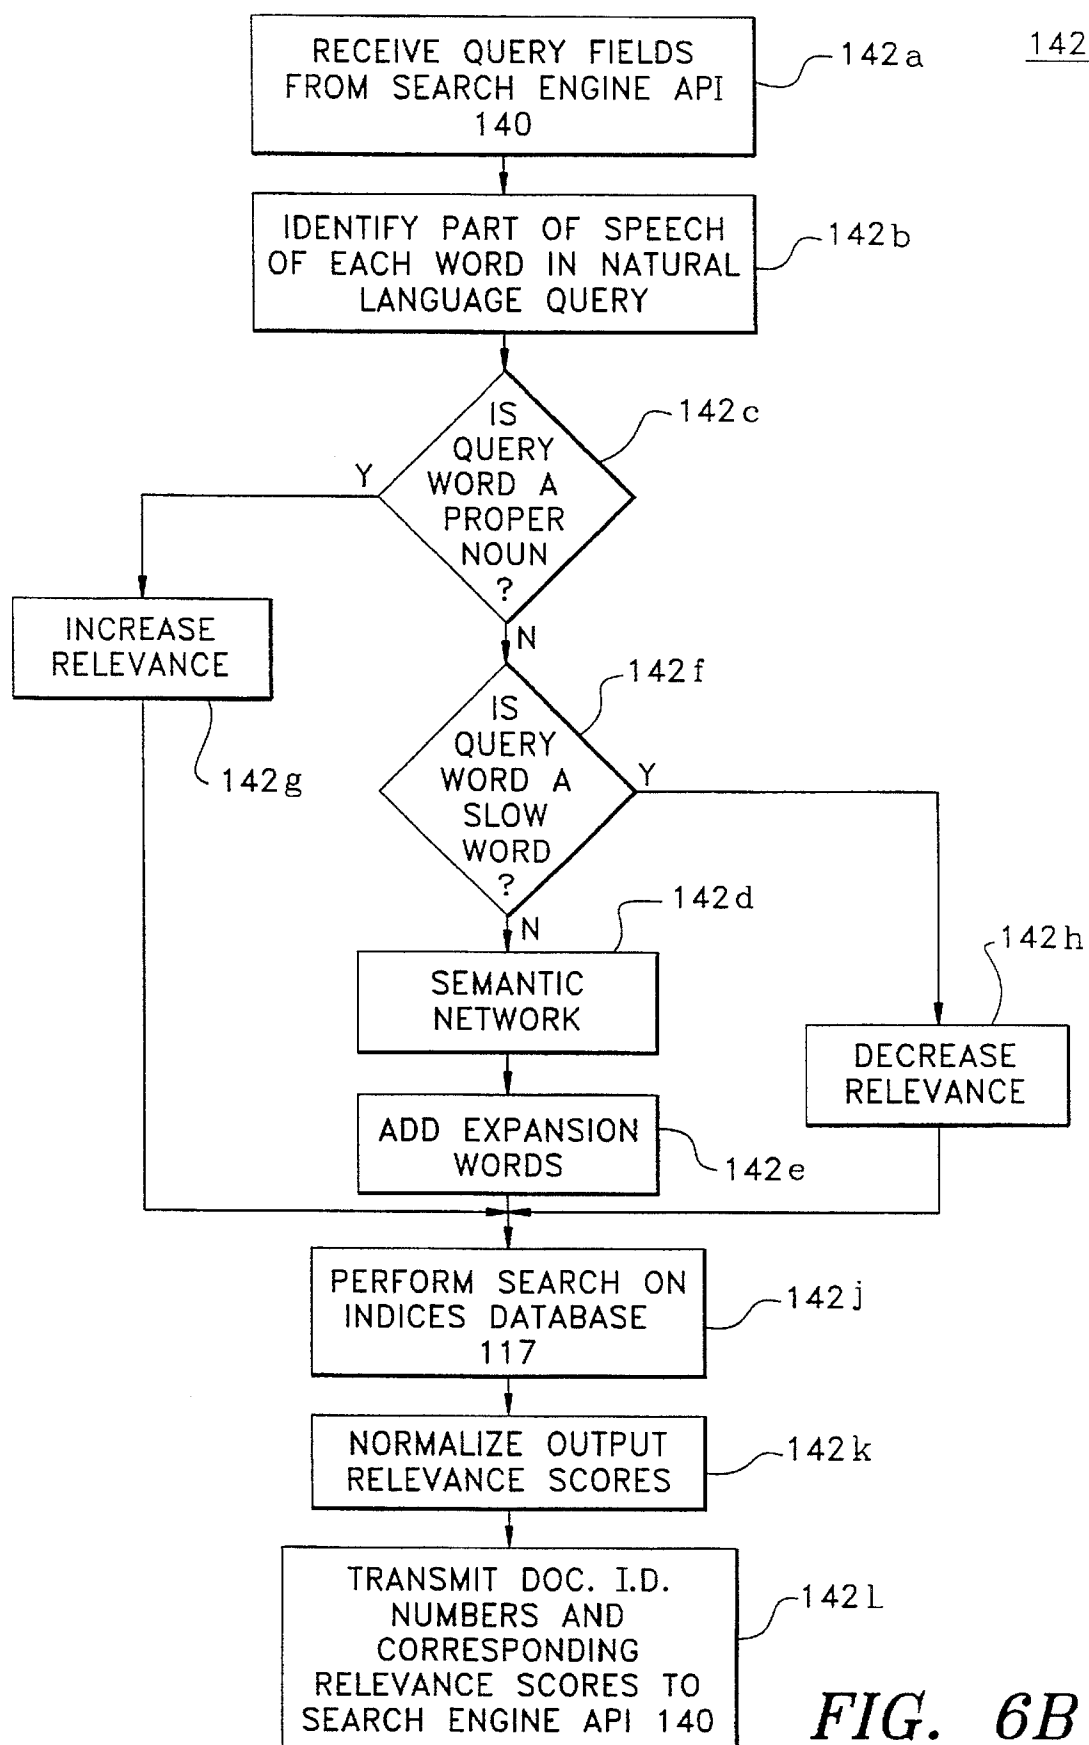 142
RECEIVE QUERY FIELDS
FROM SEARCH ENGINE API
140
142a
IDENTIFY PART OF SPEECH
OF EACH WORD IN NATURAL
LANGUAGE QUERY
142b
IS
QUERY
WORD A
PROPER
NOUN
?
142c
Y
N
INCREASE
RELEVANCE
142g
IS
QUERY
WORD A
SLOW
WORD
?
142f
Y
N
SEMANTIC
NETWORK
142d
DECREASE
RELEVANCE
142h
ADD EXPANSION
WORDS
142e
PERFORM SEARCH ON
INDICES DATABASE
117
142j
NORMALIZE OUTPUT
RELEVANCE SCORES
142k
TRANSMIT DOC. I.D.
NUMBERS AND
CORRESPONDING
RELEVANCE SCORES TO
SEARCH ENGINE API 140
142l
FIG. 6B